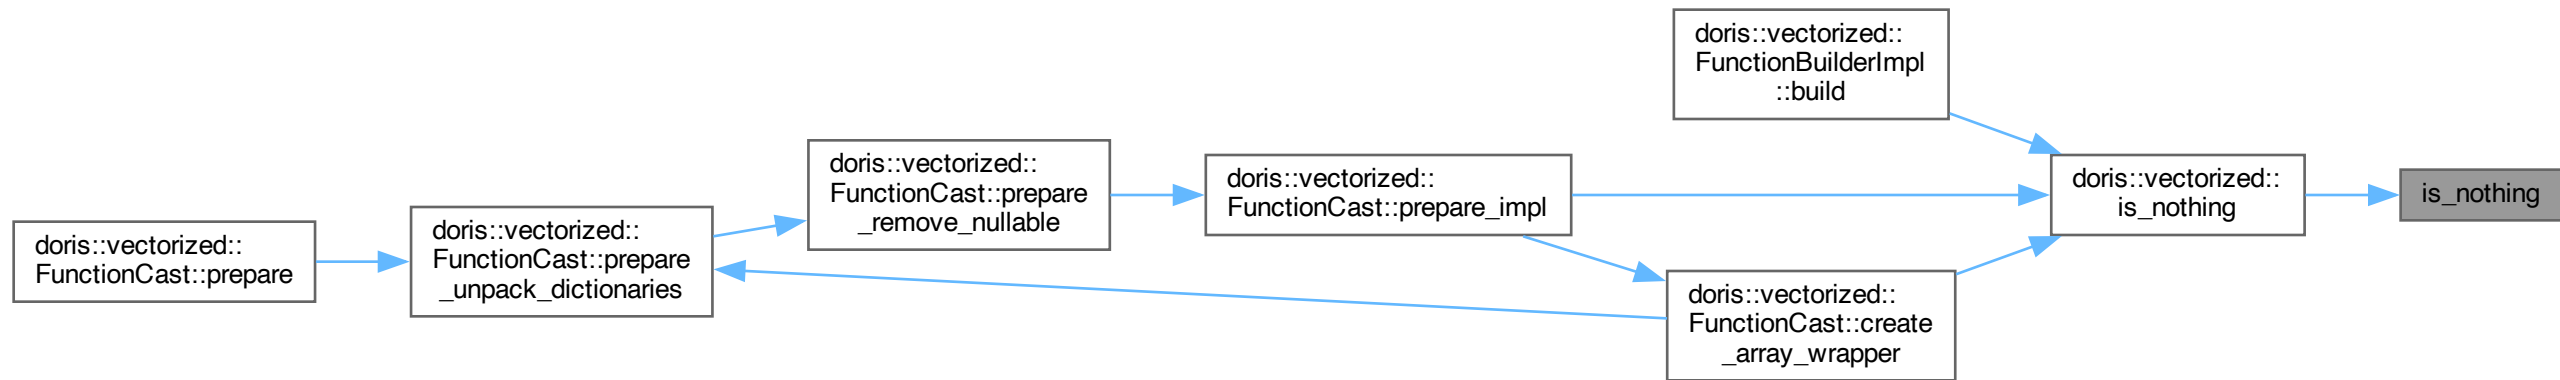 doris::vectorized::
FunctionCast::prepare
doris::vectorized::
FunctionCast::prepare
_unpack_dictionaries
doris::vectorized::
FunctionCast::prepare
_remove_nullable
doris::vectorized::
FunctionCast::prepare_impl
doris::vectorized::
FunctionBuilderImpl
::build
doris::vectorized::
FunctionCast::create
_array_wrapper
doris::vectorized::
is_nothing
is_nothing